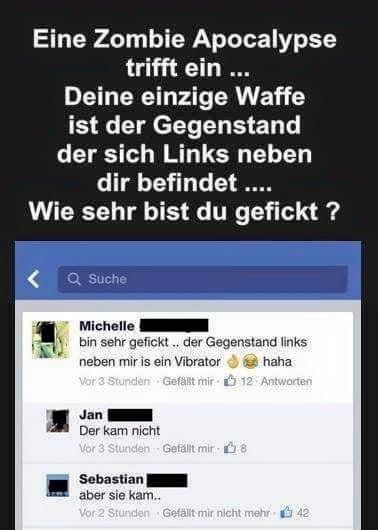 Eine Zombie Apocalypse
trifft ein ...
Deine einzige Waffe
ist der Gegenstand
der sich Links neben
dir befindet ....
Wie sehr bist du gefickt ?
Suche
Michelle
bin sehr gefickt .. der Gegenstand links
neben mir is ein Vibrator 👌😂 haha
Vor 3 Stunden · Gefällt mir · 👍 12 · Antworten
Jan
Der kam nicht
Vor 3 Stunden · Gefällt mir · 👍 8
Sebastian
aber sie kam..
Vor 2 Stunden · Gefällt mir nicht mehr · 👍 42